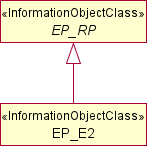 «InformationObjectClass»
EP_RP
«InformationObjectClass»
EP_E2